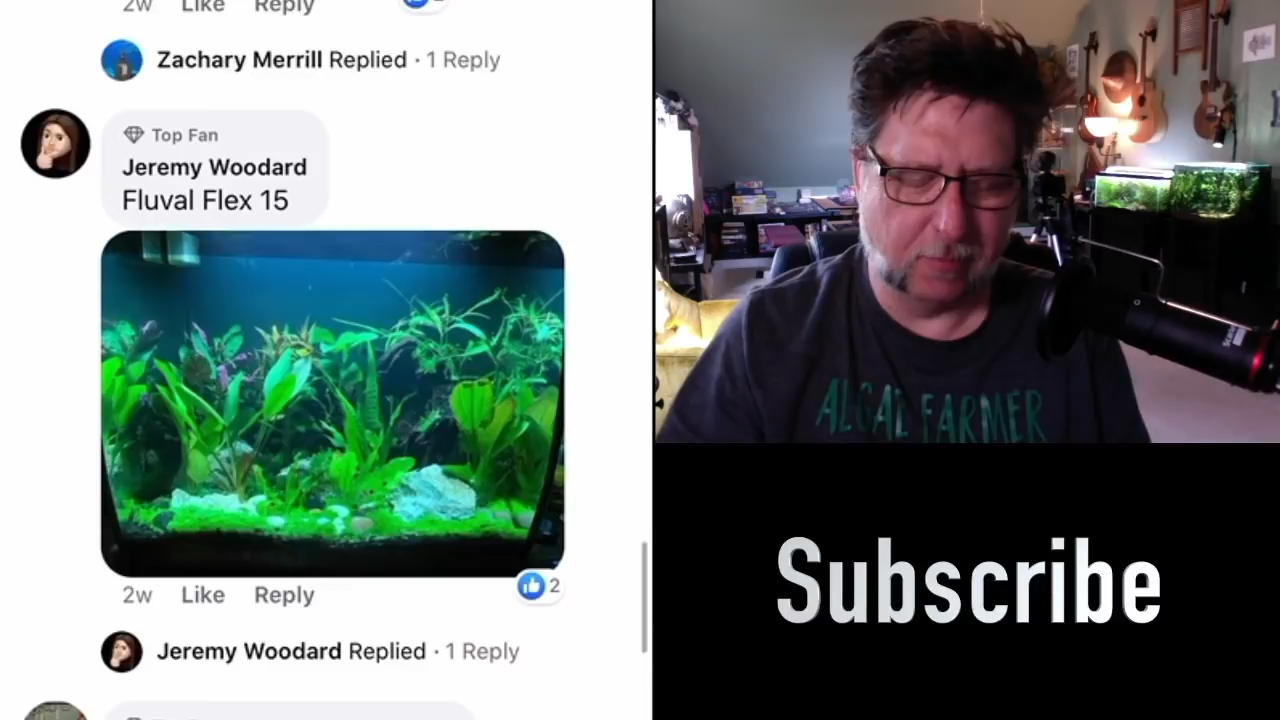 2w Like Reply
Zachary Merrill Replied · 1 Reply
Top Fan
Jeremy Woodard
Fluval Flex 15
2w Like Reply
2
Jeremy Woodard Replied · 1 Reply
ALGAE FARMER
Subscribe